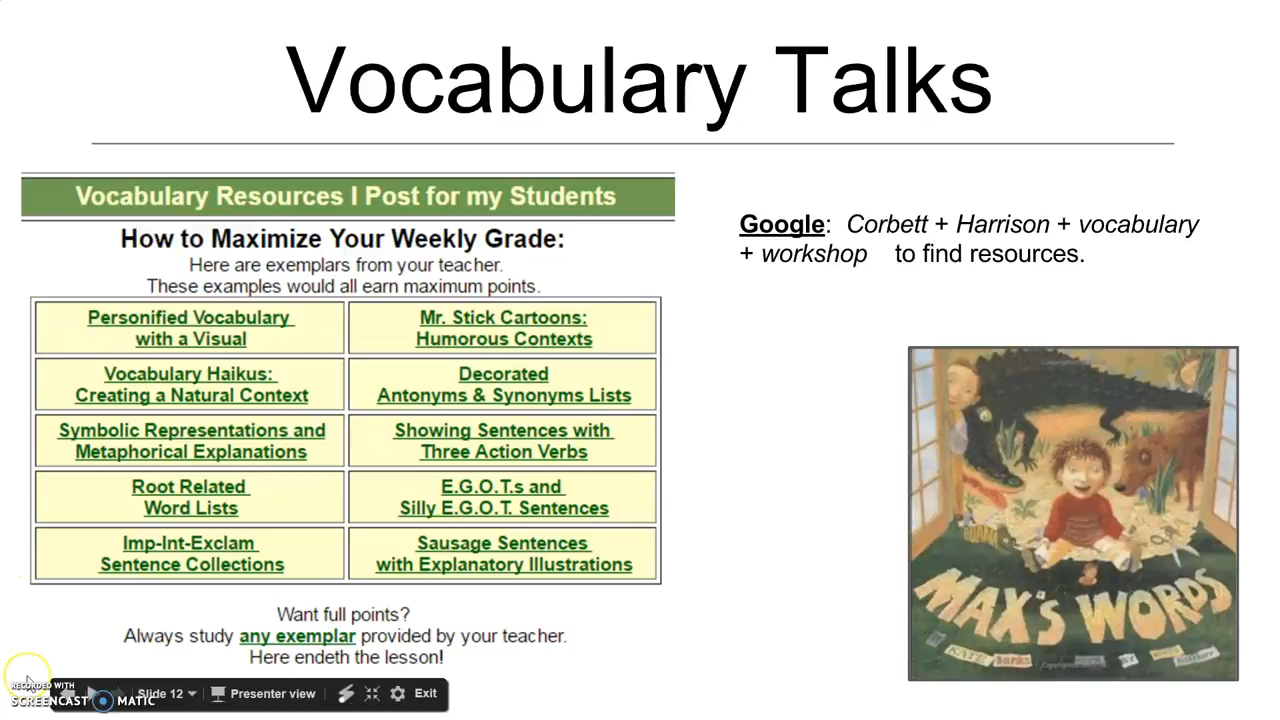 Vocabulary Talks
Vocabulary Resources I Post for my Students
How to Maximize Your Weekly Grade:
Here are exemplars from your teacher.
These examples would all earn maximum points.
Personified Vocabulary
with a Visual
Mr. Stick Cartoons:
Humorous Contexts
Vocabulary Haikus:
Creating a Natural Context
Decorated
Antonyms & Synonyms Lists
Symbolic Representations and
Metaphorical Explanations
Showing Sentences with
Three Action Verbs
Root Related
Word Lists
E.G.O.T.s and
Silly E.G.O.T. Sentences
Imp-Int-Exclam
Sentence Collections
Sausage Sentences
with Explanatory Illustrations
Want full points?
Always study any exemplar provided by your teacher.
Here endeth the lesson!
Google: Corbett + Harrison + vocabulary
+ workshop to find resources.
MAX'S WORDS
KATE Banks
RECORDED WITH
SCREENCAST MATIC
Slide 12
Presenter view
Exit